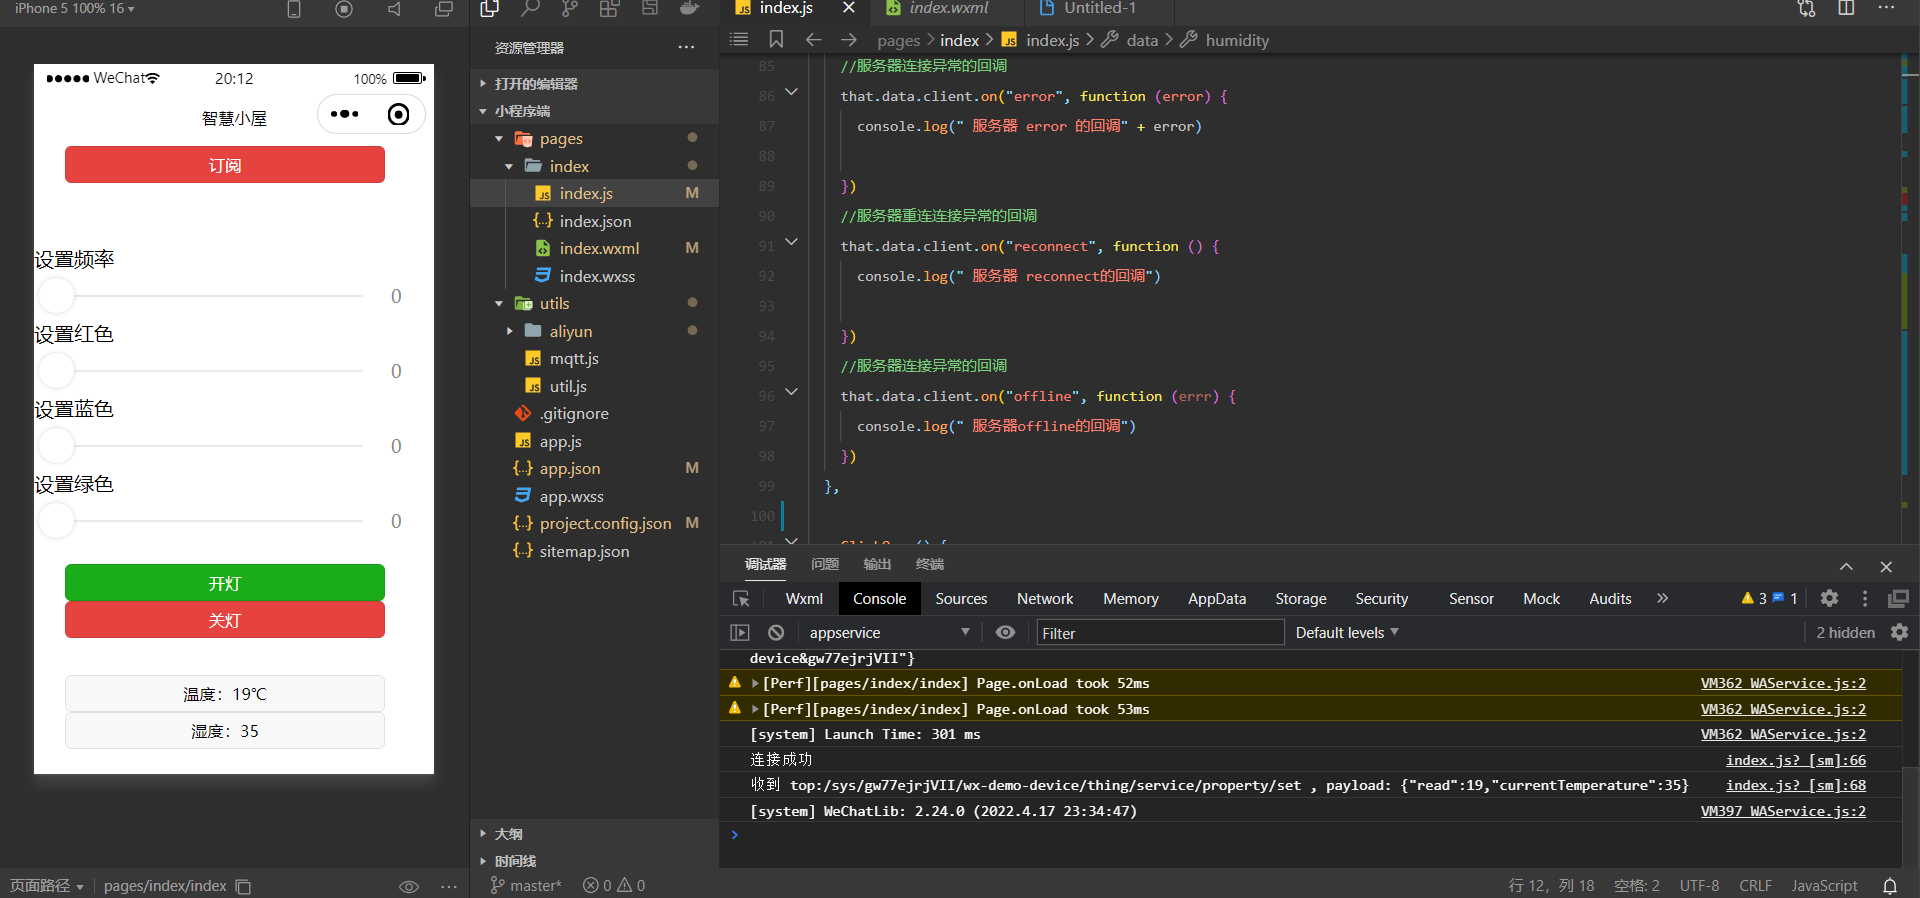 iPhone 5 100% 16
WeChat
20:12
100%
智慧小屋
订阅
设置频率
0
设置红色
0
设置蓝色
0
设置绿色
0
开灯
关灯
温度：19℃
湿度：35
页面路径
pages/index/index
资源管理器
打开的编辑器
小程序端
pages
index
index.js M
index.json
index.wxml M
index.wxss
utils
aliyun
mqtt.js
util.js
.gitignore
app.js
app.json M
app.wxss
project.config.json M
sitemap.json
大纲
时间线
master*
0 0
index.js
index.wxml
Untitled-1
pages > index > index.js > data > humidity
85 //服务器连接异常的回调
86 that.data.client.on("error", function (error) {
87 console.log(" 服务器 error 的回调" + error)
88
89 })
90 //服务器重连连接异常的回调
91 that.data.client.on("reconnect", function () {
92 console.log(" 服务器 reconnect的回调")
93
94 })
95 //服务器连接异常的回调
96 that.data.client.on("offline", function (errr) {
97 console.log(" 服务器offline的回调")
98 })
99 },
100
调试器 问题 输出 终端
Wxml Console Sources Network Memory AppData Storage Security Sensor Mock Audits » 3 1
appservice
Filter
Default levels
2 hidden
device&gw77ejrjVII"}
[Perf][pages/index/index] Page.onLoad took 52ms VM362 WAService.js:2
[Perf][pages/index/index] Page.onLoad took 53ms VM362 WAService.js:2
[system] Launch Time: 301 ms VM362 WAService.js:2
连接成功 index.js? [sm]:66
收到 top:/sys/gw77ejrjVII/wx-demo-device/thing/service/property/set , payload: {"read":19,"currentTemperature":35} index.js? [sm]:68
[system] WeChatLib: 2.24.0 (2022.4.17 23:34:47) VM397 WAService.js:2
行 12，列 18 空格: 2 UTF-8 CRLF JavaScript